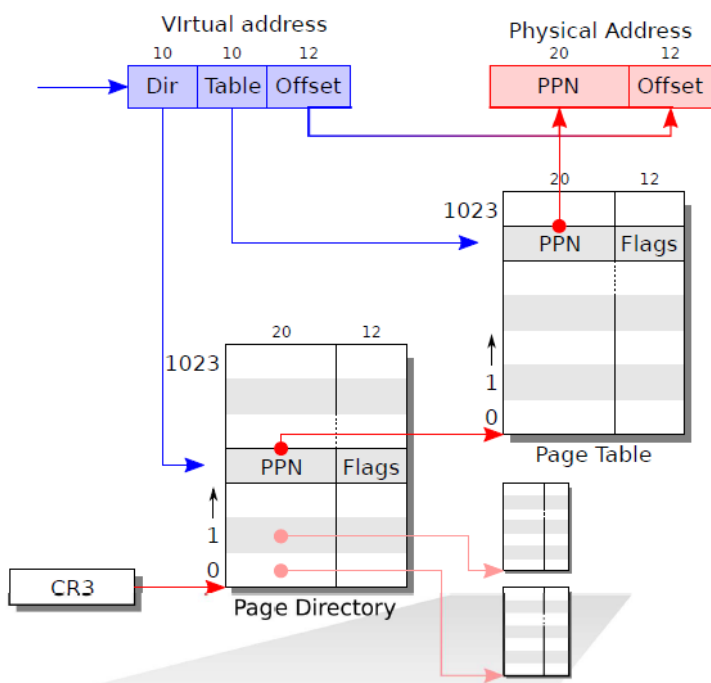 VIrtual address
10 10 12
Dir Table Offset
Physical Address
20 12
PPN Offset
20 12
1023
PPN Flags
1
0
Page Table
20 12
1023
PPN Flags
1
0
Page Directory
CR3